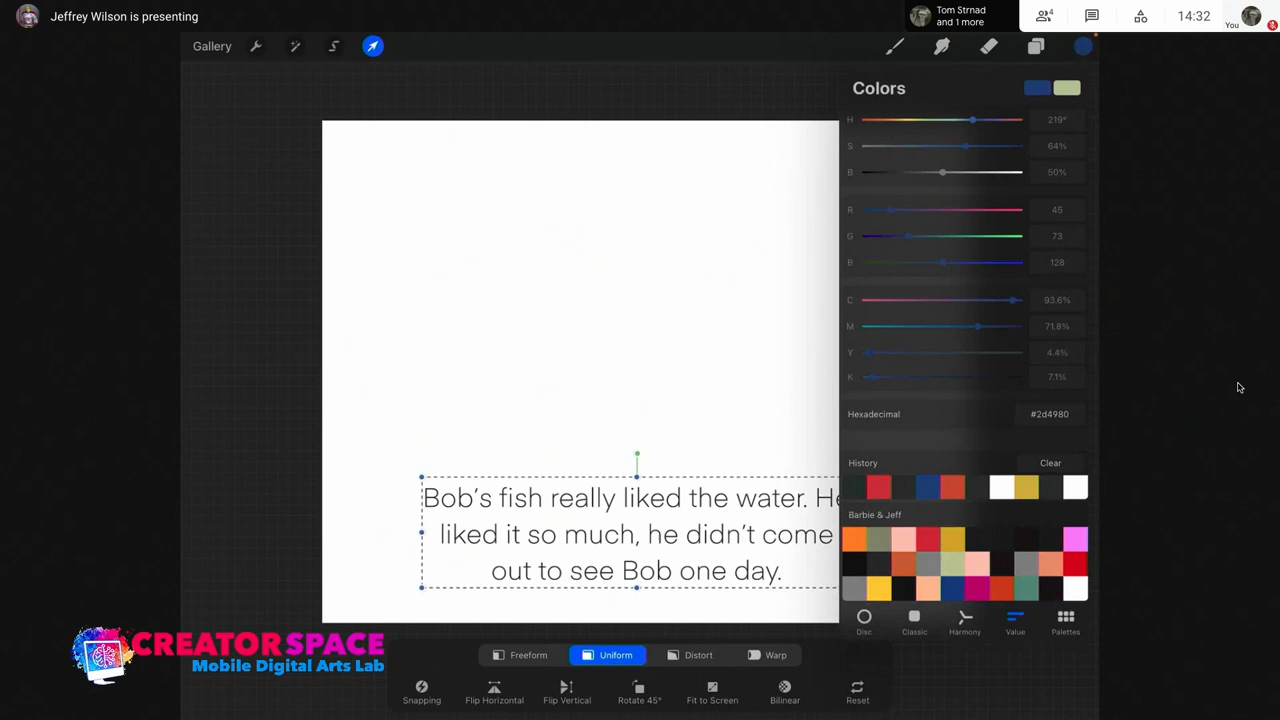 Jeffrey Wilson is presenting
Tom Strnad
and 1 more
4
14:32
You
Gallery
Colors
H 219°
S 64%
B 50%
R 45
G 73
B 128
C 93.6%
M 71.8%
Y 4.4%
K 7.1%
Hexadecimal #2d4980
History Clear
Barbie & Jeff
Disc Classic Harmony Value Palettes
Bob's fish really liked the water. He
liked it so much, he didn't come
out to see Bob one day.
CREATORSPACE
Mobile Digital Arts Lab
Freeform Uniform Distort Warp
Snapping Flip Horizontal Flip Vertical Rotate 45° Fit to Screen Bilinear Reset